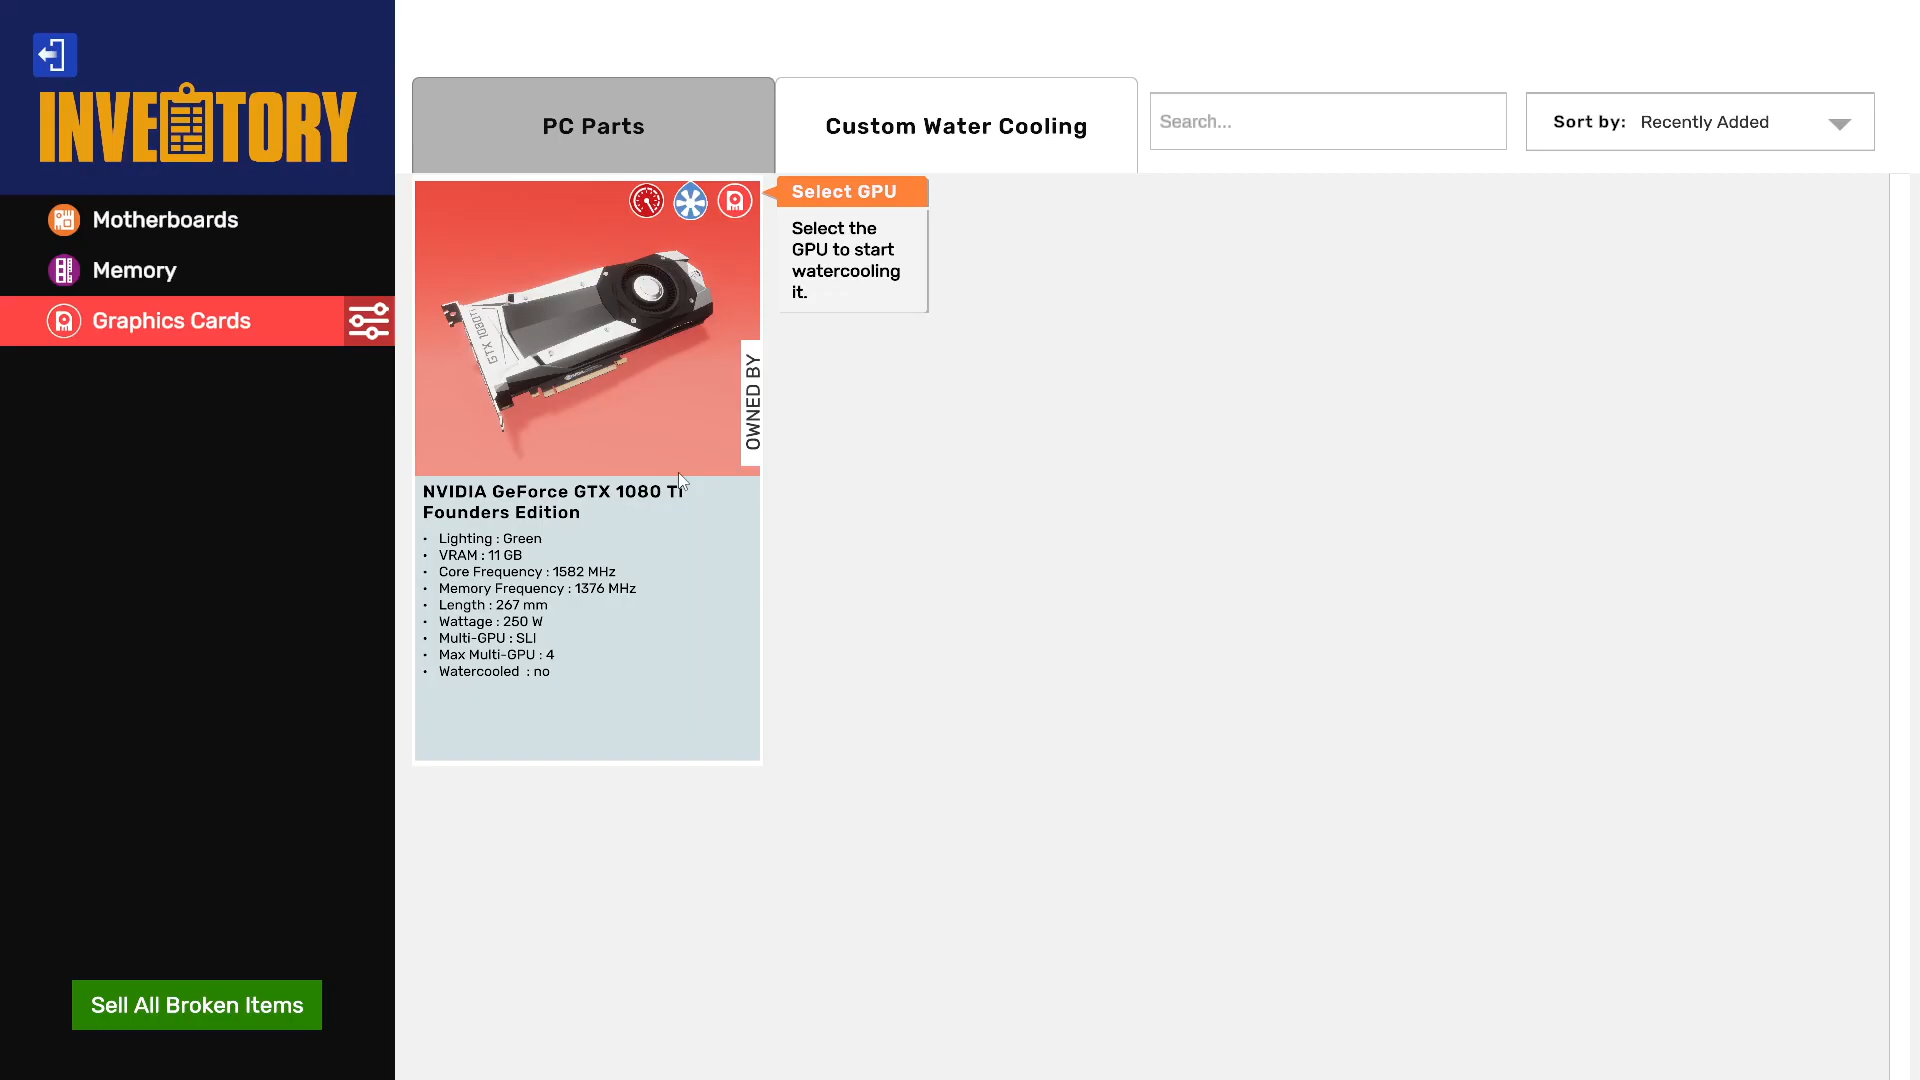 INVENTORY
Motherboards
Memory
Graphics Cards
Sell All Broken Items
PC Parts
Custom Water Cooling
Search...
Sort by: Recently Added
Select GPU
Select the
GPU to start
watercooling
it.
GTX 1080Ti
OWNED BY
NVIDIA GeForce GTX 1080 Ti
Founders Edition
• Lighting : Green
• VRAM : 11 GB
• Core Frequency : 1582 MHz
• Memory Frequency : 1376 MHz
• Length : 267 mm
• Wattage : 250 W
• Multi-GPU : SLI
• Max Multi-GPU : 4
• Watercooled : no